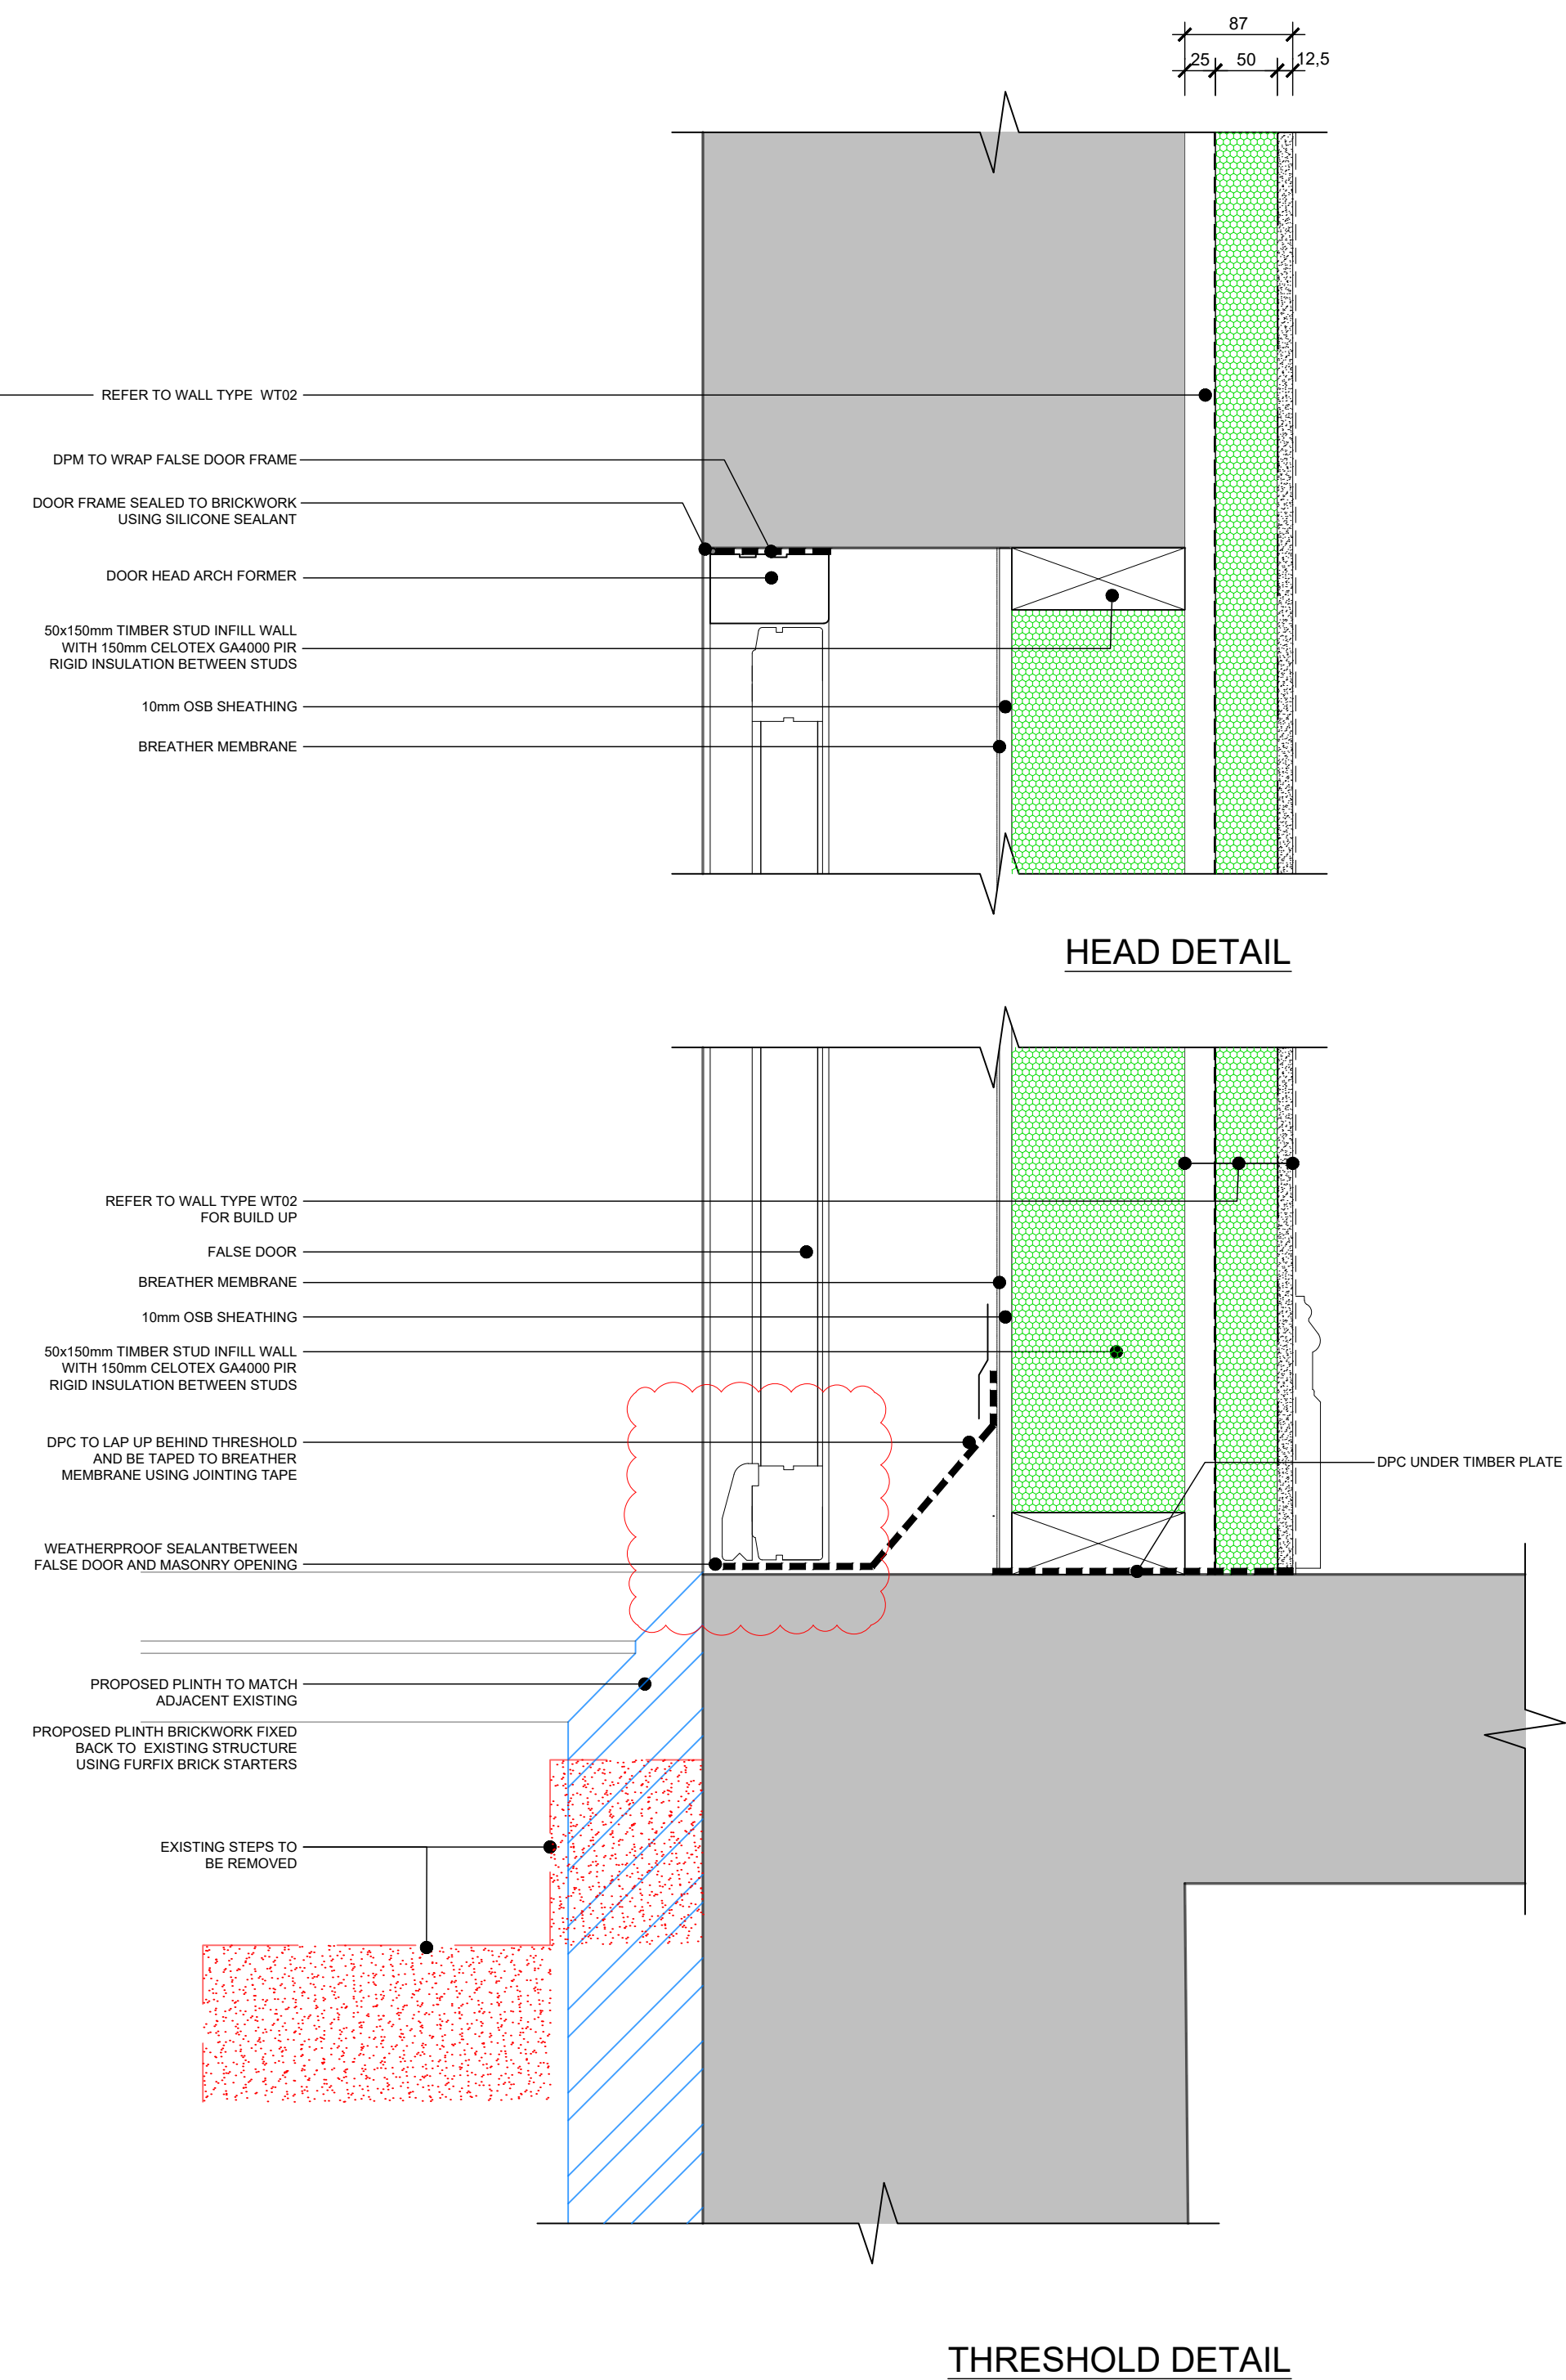 87
25 50 12,5
REFER TO WALL TYPE WT02
DPM TO WRAP FALSE DOOR FRAME
DOOR FRAME SEALED TO BRICKWORK
USING SILICONE SEALANT
DOOR HEAD ARCH FORMER
50x150mm TIMBER STUD INFILL WALL
WITH 150mm CELOTEX GA4000 PIR
RIGID INSULATION BETWEEN STUDS
10mm OSB SHEATHING
BREATHER MEMBRANE
HEAD DETAIL
REFER TO WALL TYPE WT02
FOR BUILD UP
FALSE DOOR
BREATHER MEMBRANE
10mm OSB SHEATHING
50x150mm TIMBER STUD INFILL WALL
WITH 150mm CELOTEX GA4000 PIR
RIGID INSULATION BETWEEN STUDS
DPC TO LAP UP BEHIND THRESHOLD
AND BE TAPED TO BREATHER
MEMBRANE USING JOINTING TAPE
DPC UNDER TIMBER PLATE
WEATHERPROOF SEALANTBETWEEN
FALSE DOOR AND MASONRY OPENING
PROPOSED PLINTH TO MATCH
ADJACENT EXISTING
PROPOSED PLINTH BRICKWORK FIXED
BACK TO EXISTING STRUCTURE
USING FURFIX BRICK STARTERS
EXISTING STEPS TO
BE REMOVED
THRESHOLD DETAIL